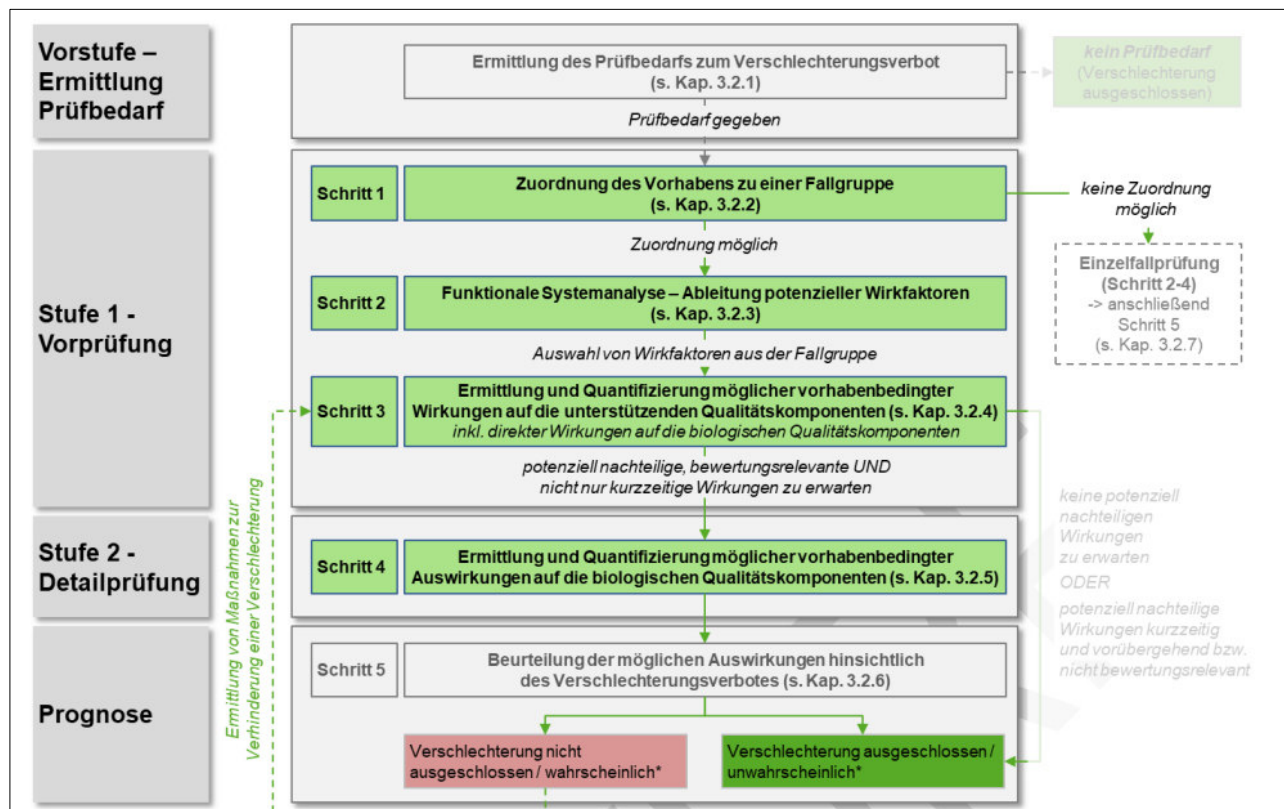 Vorstufe –
Ermittlung
Prüfbedarf
Ermittlung des Prüfbedarfs zum Verschlechterungsverbot
(s. Kap. 3.2.1)
kein Prüfbedarf
(Verschlechterung
ausgeschlossen)
Prüfbedarf gegeben
Stufe 1 -
Vorprüfung
Schritt 1
Zuordnung des Vorhabens zu einer Fallgruppe
(s. Kap. 3.2.2)
keine Zuordnung
möglich
Zuordnung möglich
Einzelfallprüfung
(Schritt 2-4)
-> anschließend
Schritt 5
(s. Kap. 3.2.7)
Schritt 2
Funktionale Systemanalyse – Ableitung potenzieller Wirkfaktoren
(s. Kap. 3.2.3)
Auswahl von Wirkfaktoren aus der Fallgruppe
Schritt 3
Ermittlung und Quantifizierung möglicher vorhabenbedingter
Wirkungen auf die unterstützenden Qualitätskomponenten (s. Kap. 3.2.4)
inkl. direkter Wirkungen auf die biologischen Qualitätskomponenten
potenziell nachteilige, bewertungsrelevante UND
nicht nur kurzzeitige Wirkungen zu erwarten
keine potenziell
nachteiligen
Wirkungen
zu erwarten
ODER
potenziell nachteilige
Wirkungen kurzzeitig
und vorübergehend bzw.
nicht bewertungsrelevant
Ermittlung von Maßnahmen zur
Verhinderung einer Verschlechterung
Stufe 2 -
Detailprüfung
Schritt 4
Ermittlung und Quantifizierung möglicher vorhabenbedingter
Auswirkungen auf die biologischen Qualitätskomponenten (s. Kap. 3.2.5)
Prognose
Schritt 5
Beurteilung der möglichen Auswirkungen hinsichtlich
des Verschlechterungsverbotes (s. Kap. 3.2.6)
Verschlechterung nicht
ausgeschlossen / wahrscheinlich*
Verschlechterung ausgeschlossen /
unwahrscheinlich*